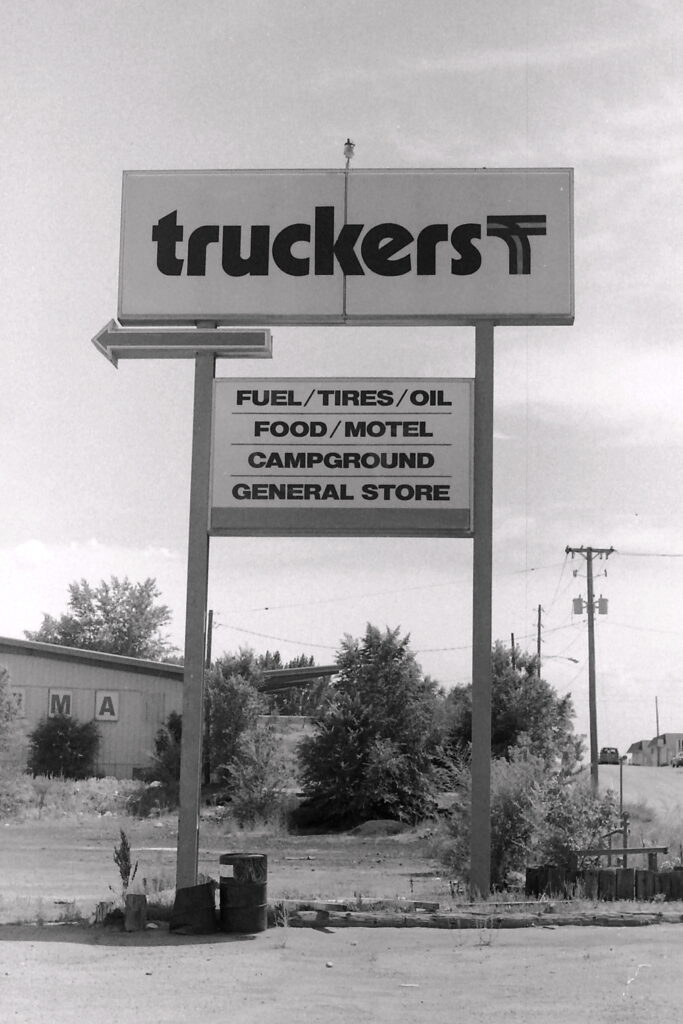 truckers
FUEL/TIRES/OIL
FOOD/MOTEL
CAMPGROUND
GENERAL STORE
M A